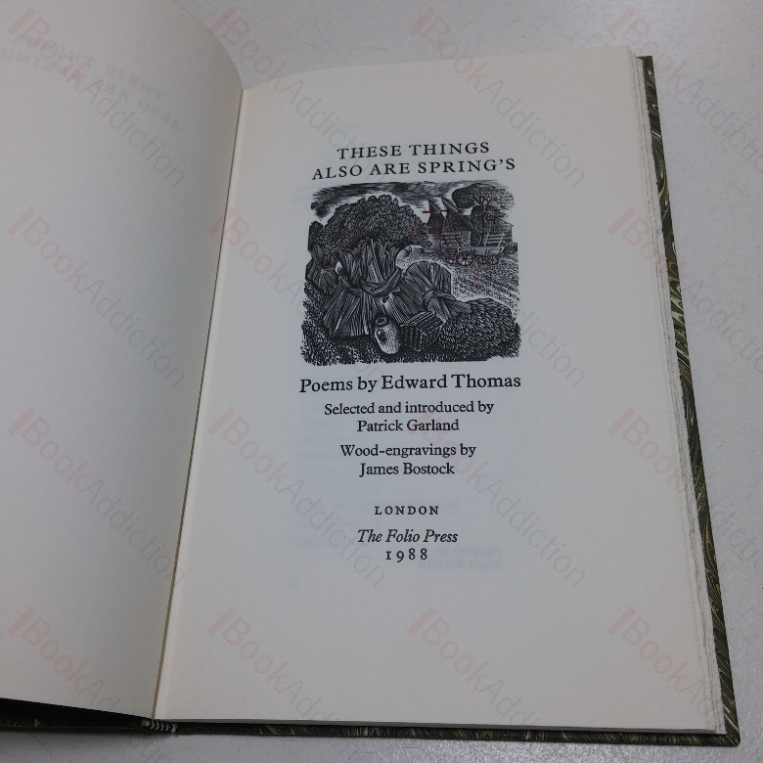 THESE THINGS
ALSO ARE SPRING'S
Poems by Edward Thomas
Selected and introduced by
Patrick Garland
Wood-engravings by
James Bostock
LONDON
The Folio Press
1988
BookAddiction